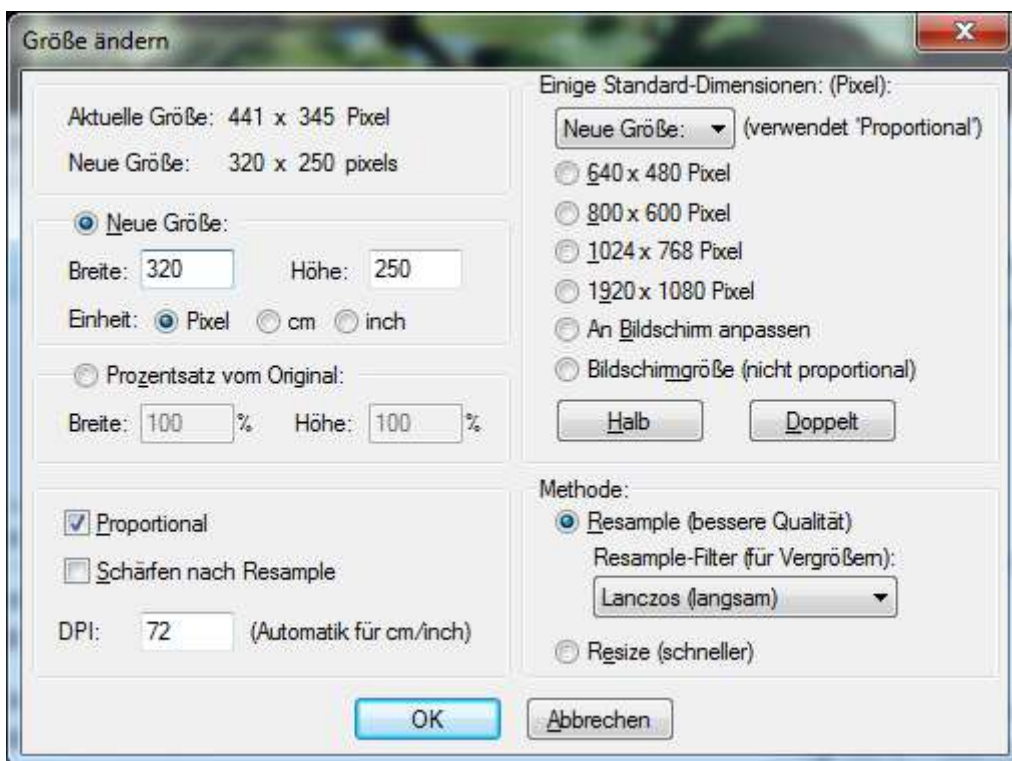 Größe ändern
Aktuelle Größe: 441 x 345 Pixel
Neue Größe: 320 x 250 pixels
Neue Größe:
Breite: 320 Höhe: 250
Einheit: Pixel cm inch
Prozentsatz vom Original:
Breite: 100 % Höhe: 100 %
Proportional
Schärfen nach Resample
DPI: 72 (Automatik für cm/inch)
Einige Standard-Dimensionen: (Pixel):
Neue Größe: (verwendet "Proportional")
640 x 480 Pixel
800 x 600 Pixel
1024 x 768 Pixel
1920 x 1080 Pixel
An Bildschirm anpassen
Bildschirmgröße (nicht proportional)
Halb Doppelt
Methode:
Resample (bessere Qualität)
Resample-Filter (für Vergrößern):
Lanczos (langsam)
Resize (schneller)
OK Abbrechen